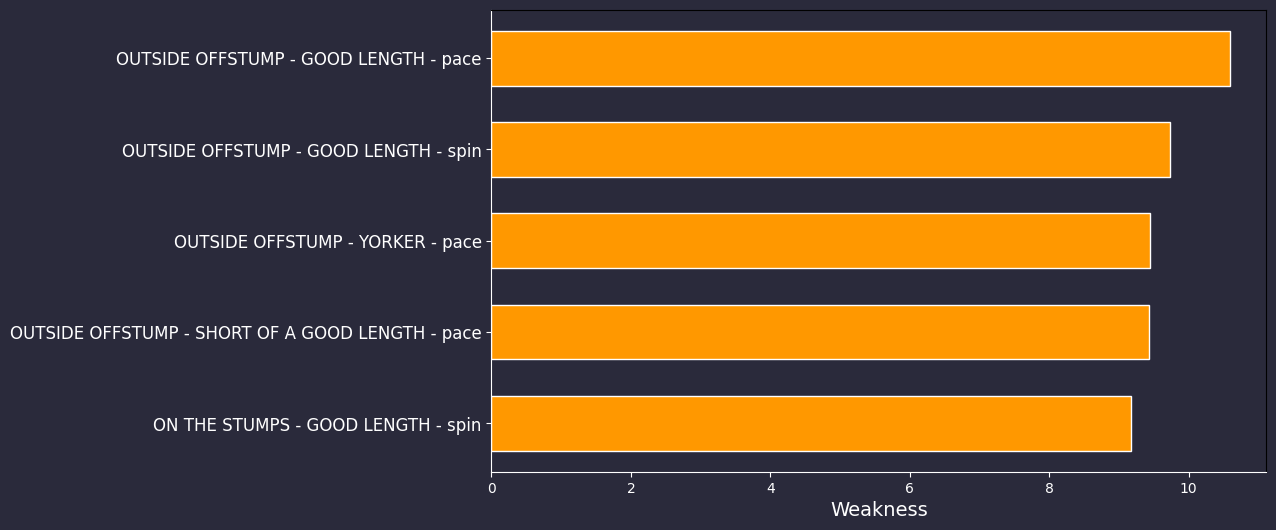 OUTSIDE OFFSTUMP - GOOD LENGTH - pace
OUTSIDE OFFSTUMP - GOOD LENGTH - spin
OUTSIDE OFFSTUMP - YORKER - pace
OUTSIDE OFFSTUMP - SHORT OF A GOOD LENGTH - pace
ON THE STUMPS - GOOD LENGTH - spin
0 2 4 6 8 10
Weakness